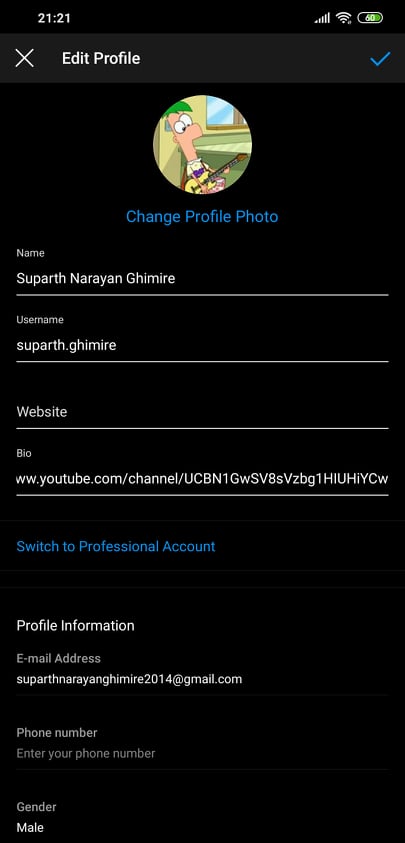 21:21
60
Edit Profile
Change Profile Photo
Name
Suparth Narayan Ghimire
Username
suparth.ghimire
Website
Bio
ww.youtube.com/channel/UCBN1GwSV8sVzbg1HIUHiYCw
Switch to Professional Account
Profile Information
E-mail Address
suparthnarayanghimire2014@gmail.com
Phone number
Enter your phone number
Gender
Male